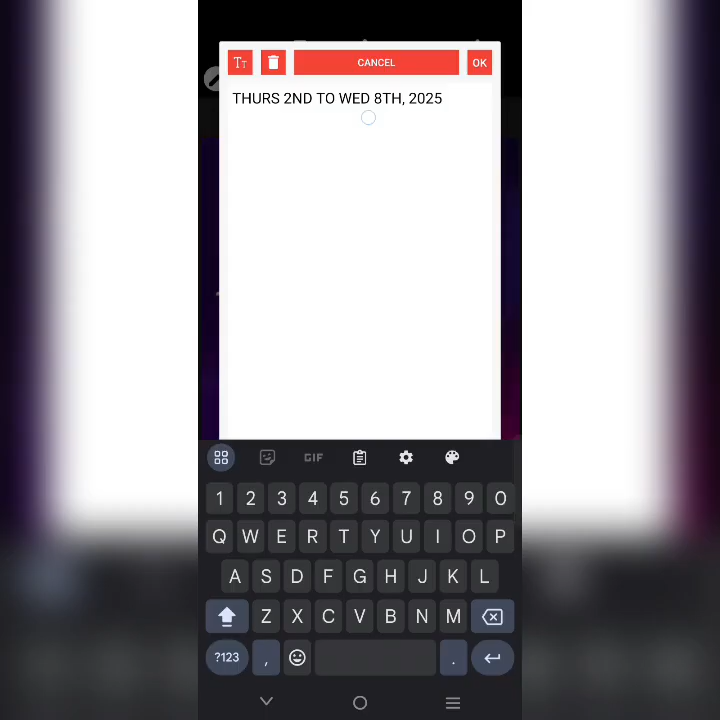 TT
CANCEL
OK
THURS 2ND TO WED 8TH, 2025
GIF
1 2 3 4 5 6 7 8 9 0
Q W E R T Y U I O P
A S D F G H J K L
Z X C V B N M
?123 , .